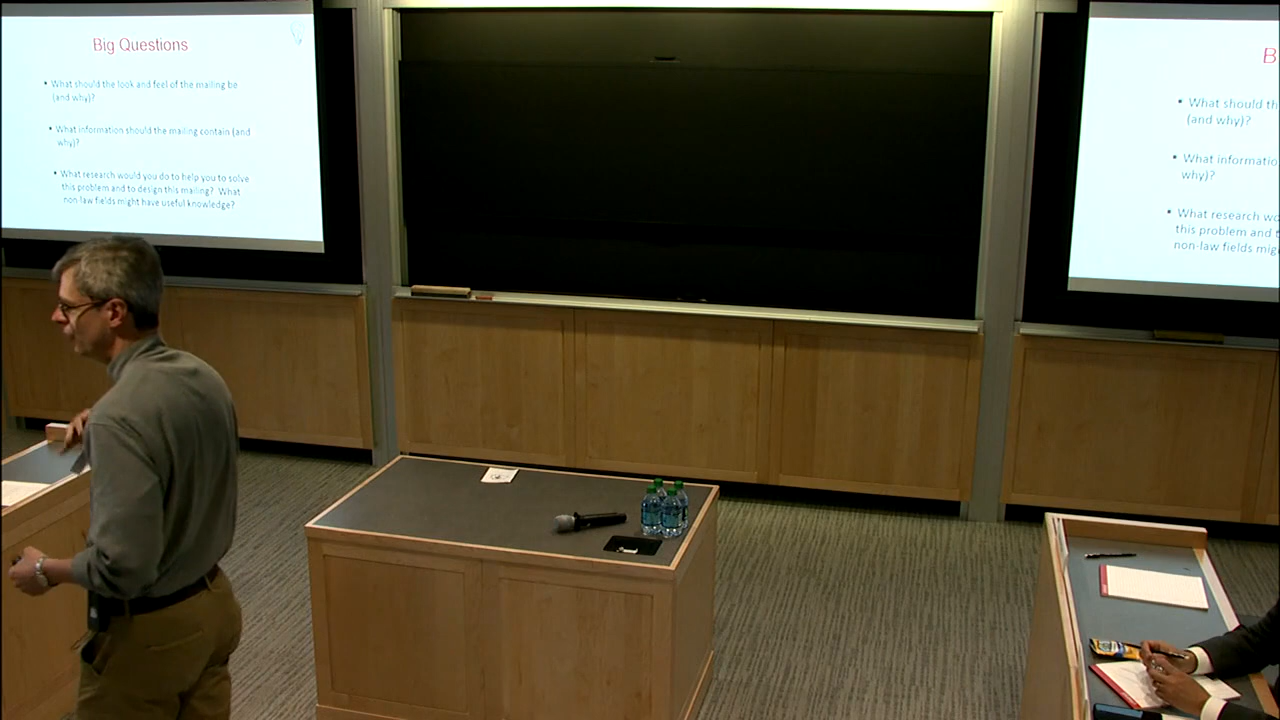 Big Questions
• What should the look and feel of the mailing be
(and why)?
• What information should the mailing contain (and
why)?
• What research would you do to help you to solve
this problem and to design this mailing? What
non-law fields might have useful knowledge?
B
• What should th
(and why)?
• What informatio
why)?
• What research wo
this problem and t
non-law fields mig